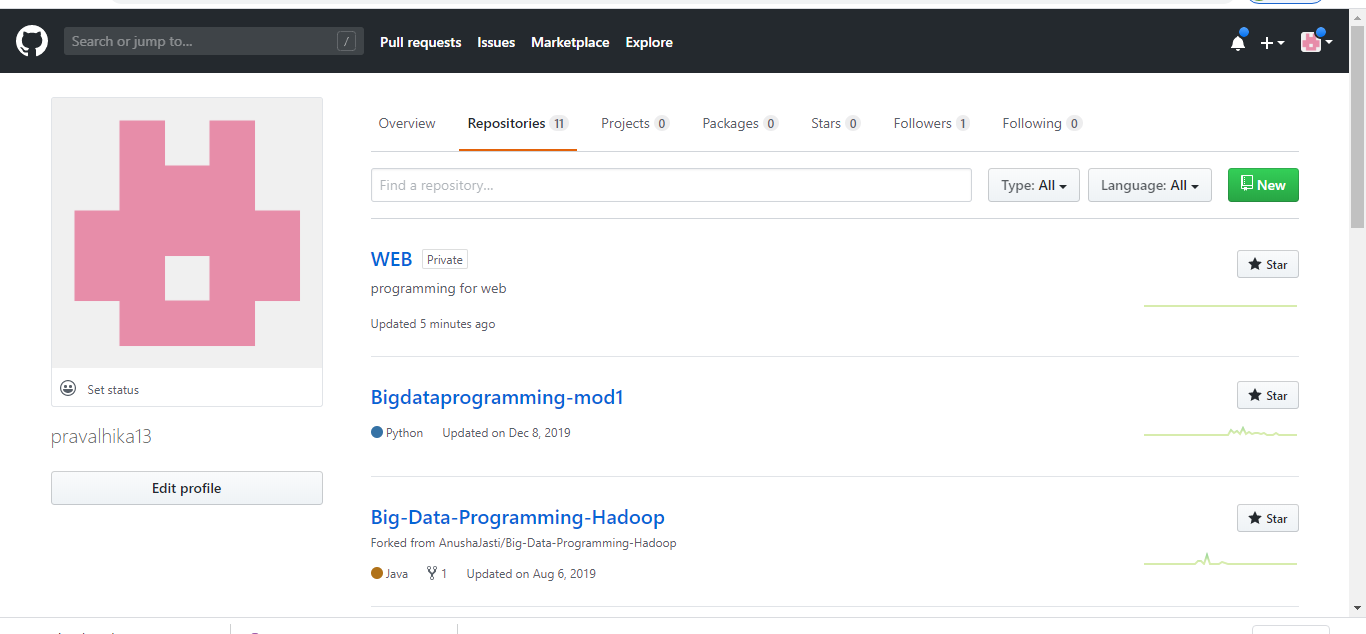 Search or jump to... / Pull requests Issues Marketplace Explore
Overview Repositories 11 Projects 0 Packages 0 Stars 0 Followers 1 Following 0
Find a repository... Type: All Language: All New
WEB Private Star
programming for web
Updated 5 minutes ago
Set status
pravalhika13
Edit profile
Bigdataprogramming-mod1 Star
Python Updated on Dec 8, 2019
Big-Data-Programming-Hadoop Star
Forked from AnushaJasti/Big-Data-Programming-Hadoop
Java 1 Updated on Aug 6, 2019